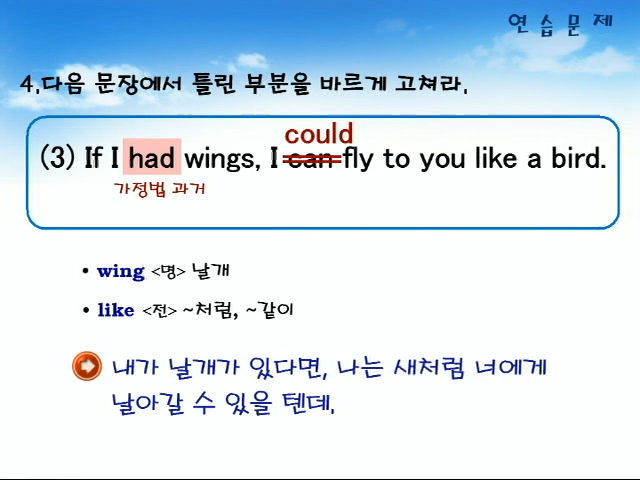 연 습 문 제
4.다음 문장에서 틀린 부분을 바르게 고쳐라.
could
(3) If I had wings, I can fly to you like a bird.
가정법 과거
• wing <명> 날개
• like <전> ~처럼, ~같이
내가 날개가 있다면, 나는 새처럼 너에게
날아갈 수 있을 텐데.